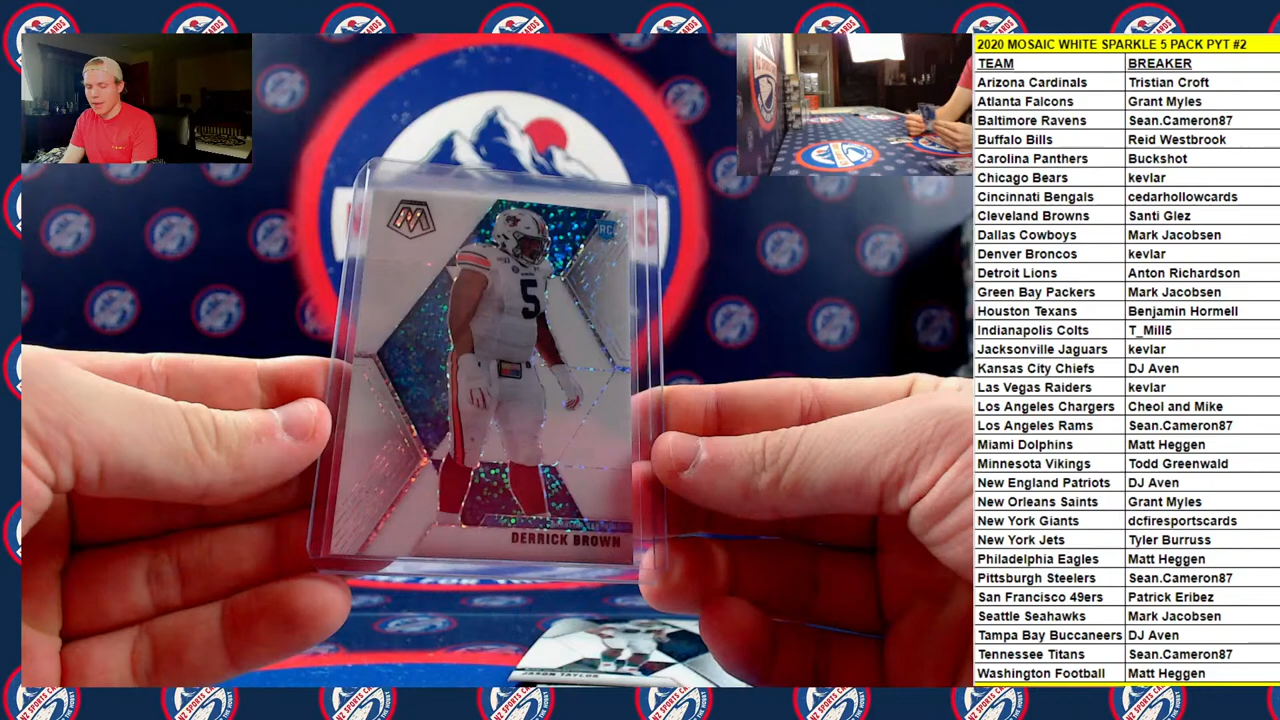 2020 MOSAIC WHITE SPARKLE 5 PACK PYT #2
TEAM BREAKER
Arizona Cardinals Tristian Croft
Atlanta Falcons Grant Myles
Baltimore Ravens Sean.Cameron87
Buffalo Bills Reid Westbrook
Carolina Panthers Buckshot
Chicago Bears kevlar
Cincinnati Bengals cedarhollowcards
Cleveland Browns Santi Glez
Dallas Cowboys Mark Jacobsen
Denver Broncos kevlar
Detroit Lions Anton Richardson
Green Bay Packers Mark Jacobsen
Houston Texans Benjamin Hormell
Indianapolis Colts T_Mill5
Jacksonville Jaguars kevlar
Kansas City Chiefs DJ Aven
Las Vegas Raiders kevlar
Los Angeles Chargers Cheol and Mike
Los Angeles Rams Sean.Cameron87
Miami Dolphins Matt Heggen
Minnesota Vikings Todd Greenwald
New England Patriots DJ Aven
New Orleans Saints Grant Myles
New York Giants dcfiresportscards
New York Jets Tyler Burruss
Philadelphia Eagles Matt Heggen
Pittsburgh Steelers Sean.Cameron87
San Francisco 49ers Patrick Eribez
Seattle Seahawks Mark Jacobsen
Tampa Bay Buccaneers DJ Aven
Tennessee Titans Sean.Cameron87
Washington Football Matt Heggen
M
RC
5
DERRICK BROWN
JASON TAYLOR